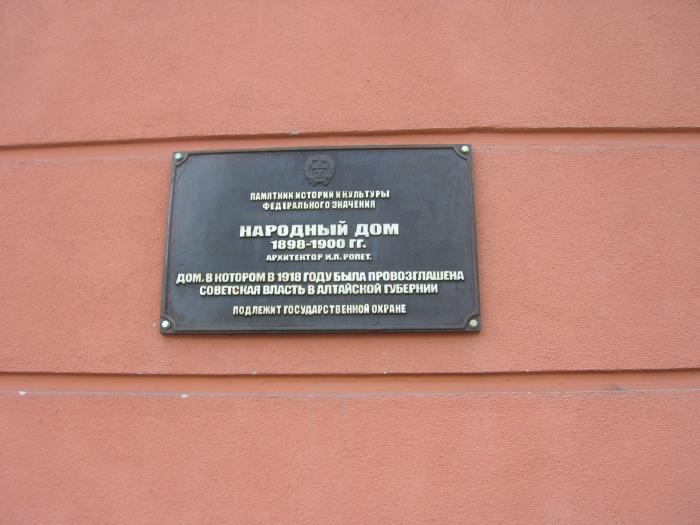 ПАМЯТНИК ИСТОРИИ И КУЛЬТУРЫ
ФЕДЕРАЛЬНОГО ЗНАЧЕНИЯ
НАРОДНЫЙ ДОМ
1898-1900 ГГ.
АРХИТЕКТОР И.П. РОПЕТ.
ДОМ, В КОТОРОМ В 1918 ГОДУ БЫЛА ПРОВОЗГЛАШЕНА
СОВЕТСКАЯ ВЛАСТЬ В АЛТАЙСКОЙ ГУБЕРНИИ
ПОДЛЕЖИТ ГОСУДАРСТВЕННОЙ ОХРАНЕ